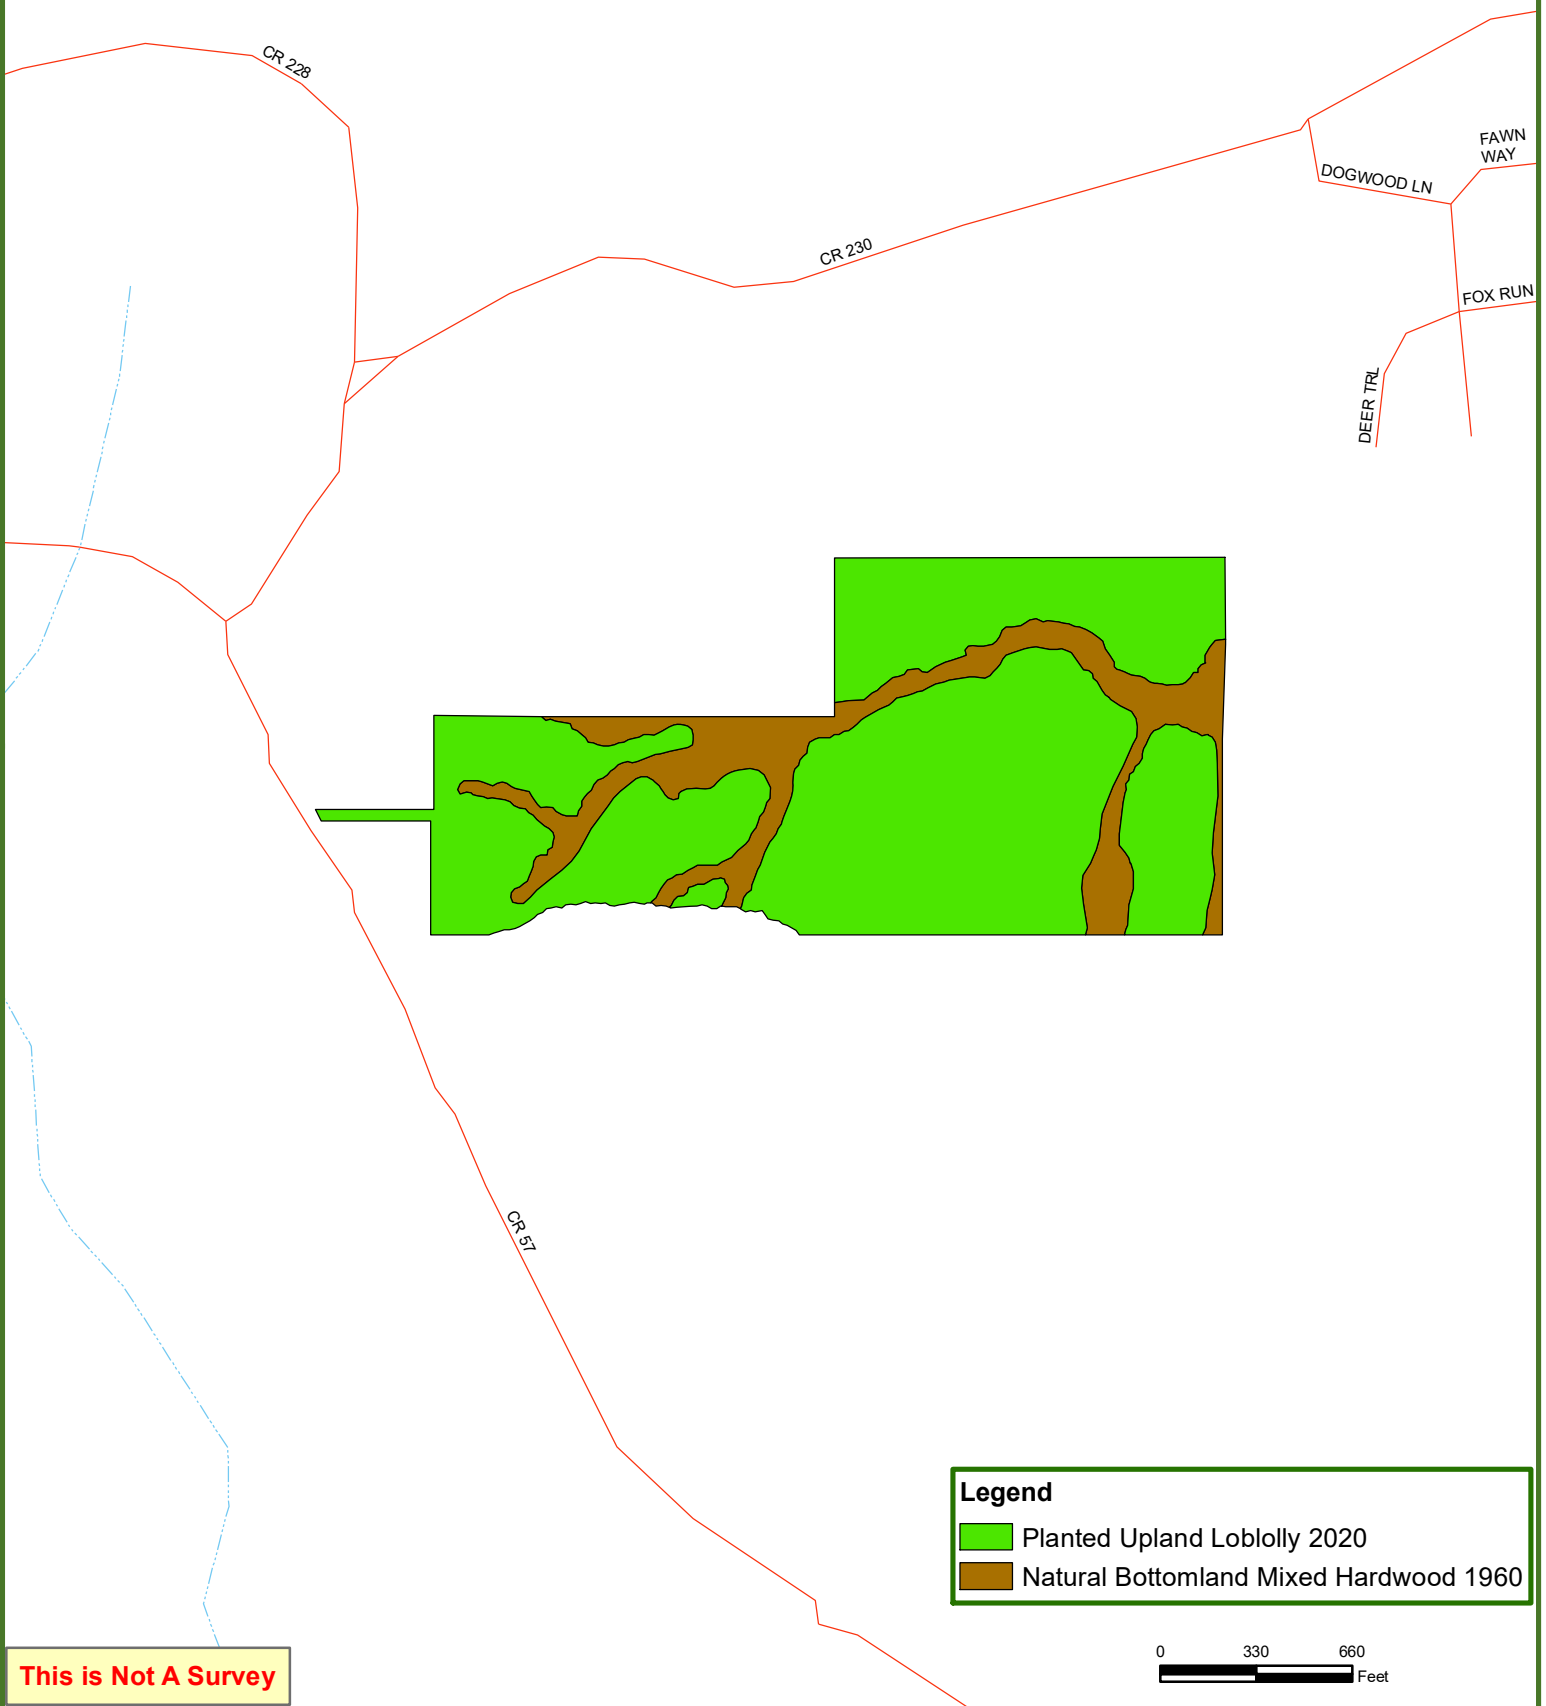 CR 228
FAWN
WAY
DOGWOOD LN
CR 230
FOX RUN
DEER TRL
CR 57
Legend
Planted Upland Loblolly 2020
Natural Bottomland Mixed Hardwood 1960
0 330 660
Feet
This is Not A Survey